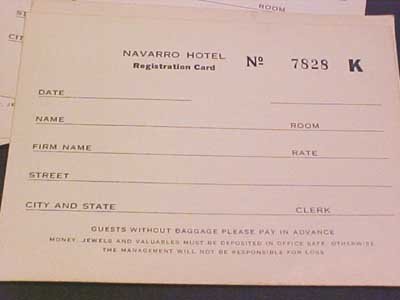 ROOM
NAVARRO HOTEL Nº 7828 K
Registration Card
DATE
NAME ROOM
FIRM NAME RATE
STREET
CITY AND STATE CLERK
GUESTS WITHOUT BAGGAGE PLEASE PAY IN ADVANCE
MONEY, JEWELS AND VALUABLES MUST BE DEPOSITED IN OFFICE SAFE, OTHERWISE
THE MANAGEMENT WILL NOT BE RESPONSIBLE FOR LOSS